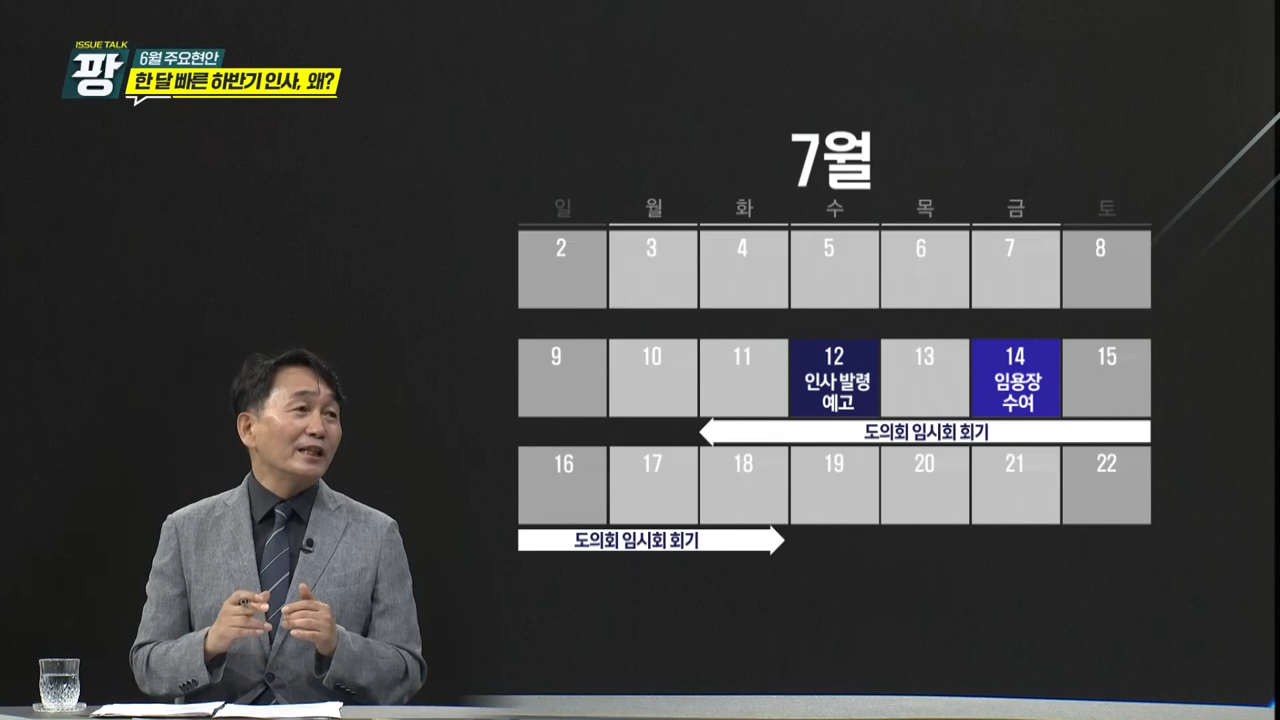 ISSUE TALK
팡
6월 주요현안
한 달 빠른 하반기 인사, 왜?
7월
일 월 화 수 목 금 토
2 3 4 5 6 7 8
9 10 11 12 13 14 15
인사 발령 임용장
예고 수여
도의회 임시회 회기
16 17 18 19 20 21 22
도의회 임시회 회기